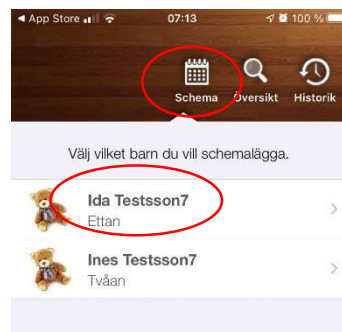 App Store 07:13 100 %
Schema Översikt Historik
Välj vilket barn du vill schemalägga.
Ida Testsson7
Ettan
Ines Testsson7
Tvåan